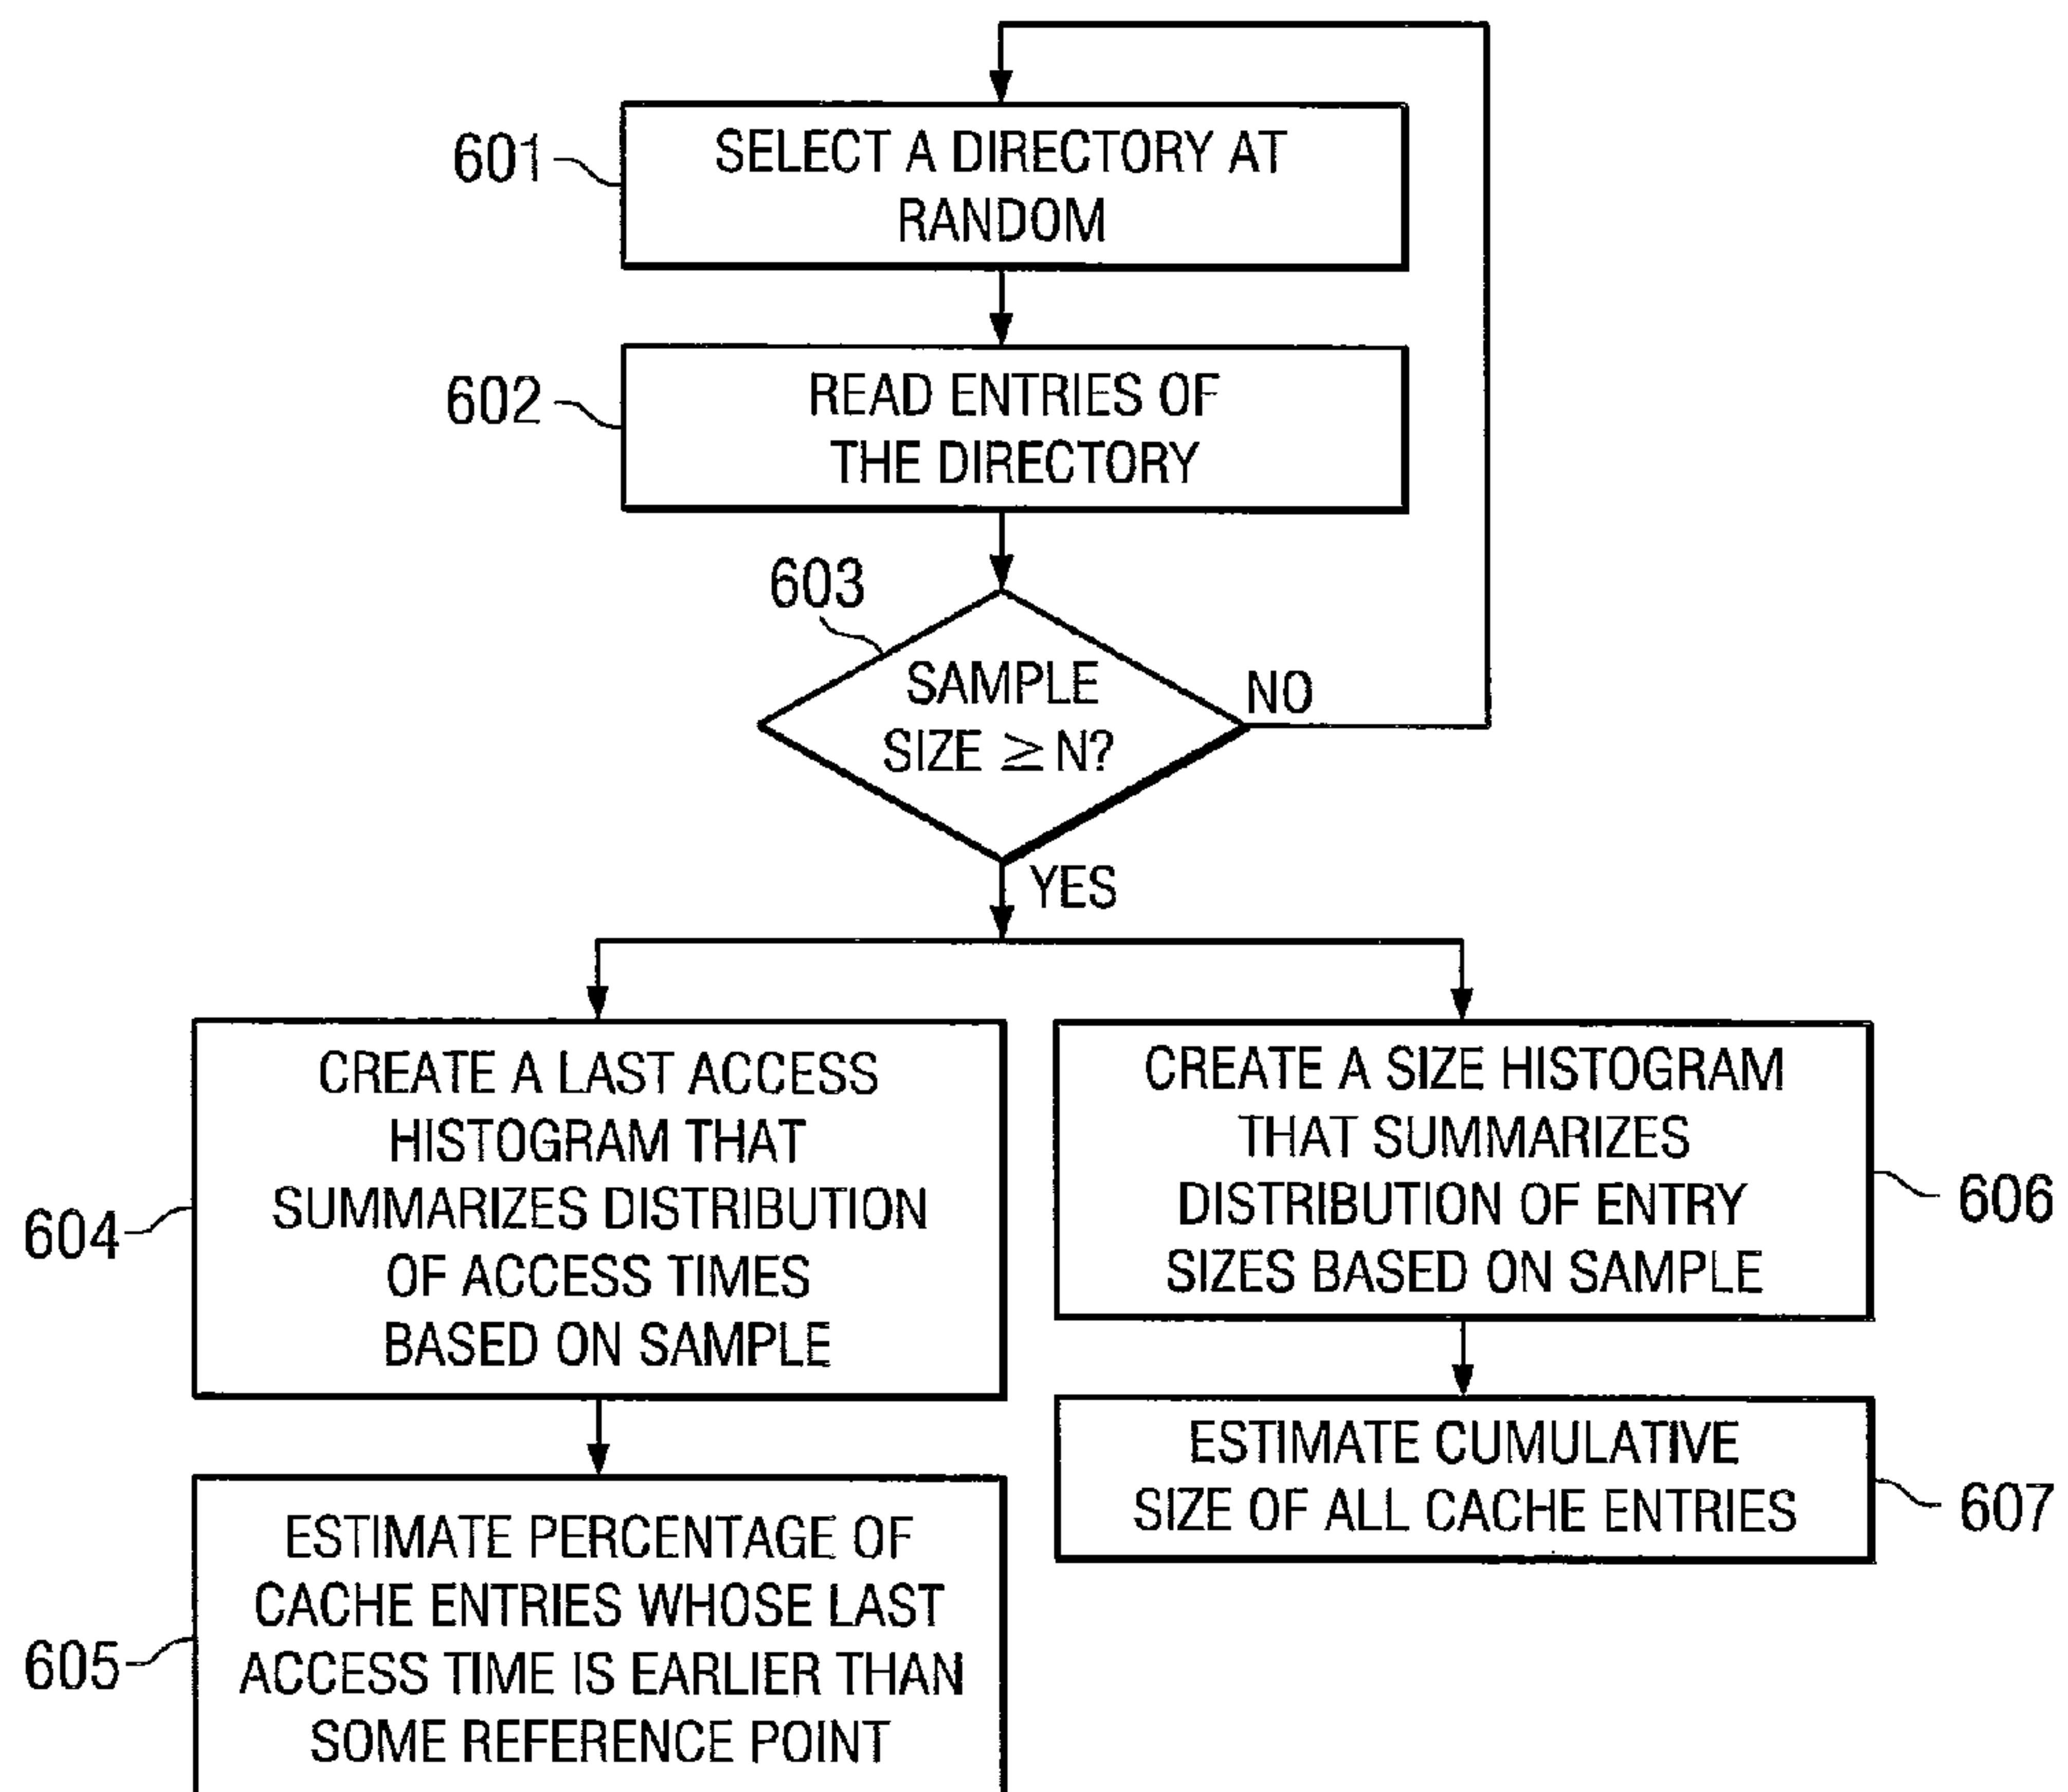 601
SELECT A DIRECTORY AT
RANDOM
602
READ ENTRIES OF
THE DIRECTORY
603
SAMPLE
SIZE ≥ N?
NO
YES
604
CREATE A LAST ACCESS
HISTOGRAM THAT
SUMMARIZES DISTRIBUTION
OF ACCESS TIMES
BASED ON SAMPLE
CREATE A SIZE HISTOGRAM
THAT SUMMARIZES
DISTRIBUTION OF ENTRY
SIZES BASED ON SAMPLE
606
605
ESTIMATE PERCENTAGE OF
CACHE ENTRIES WHOSE LAST
ACCESS TIME IS EARLIER THAN
SOME REFERENCE POINT
ESTIMATE CUMULATIVE
SIZE OF ALL CACHE ENTRIES
607